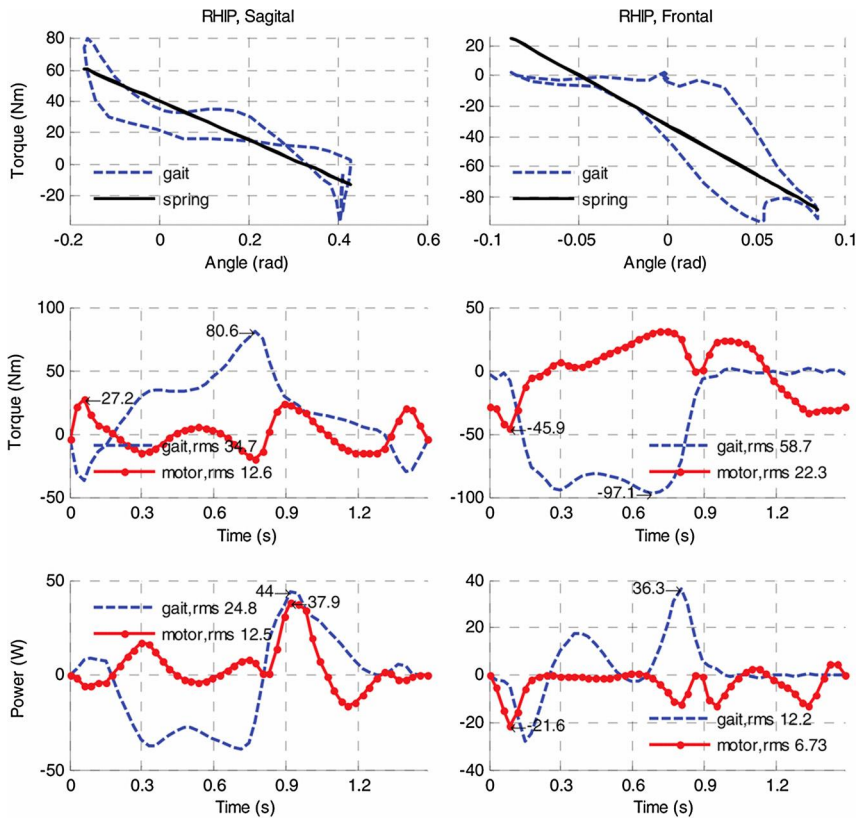 RHIP, Sagital
RHIP, Frontal
80
60
40
20
0
-20
Torque (Nm)
gait
spring
-0.2
0
0.2
0.4
0.6
Angle (rad)
0
-20
-40
-60
-80
gait
spring
-0.1
-0.05
0
0.05
0.1
Angle (rad)
100
50
0
-50
Torque (Nm)
80.6
27.2
gait,rms 34.7
motor,rms 12.6
0
0.3
0.6
0.9
1.2
Time (s)
50
0
-50
-100
-45.9
-97.1
gait,rms 58.7
motor,rms 22.3
0
0.3
0.6
0.9
1.2
Time (s)
50
0
-50
Power (W)
44
37.9
gait,rms 24.8
motor,rms 12.5
0
0.3
0.6
0.9
1.2
Time (s)
40
20
0
-20
-40
36.3
-21.6
gait,rms 12.2
motor,rms 6.73
0
0.3
0.6
0.9
1.2
Time (s)